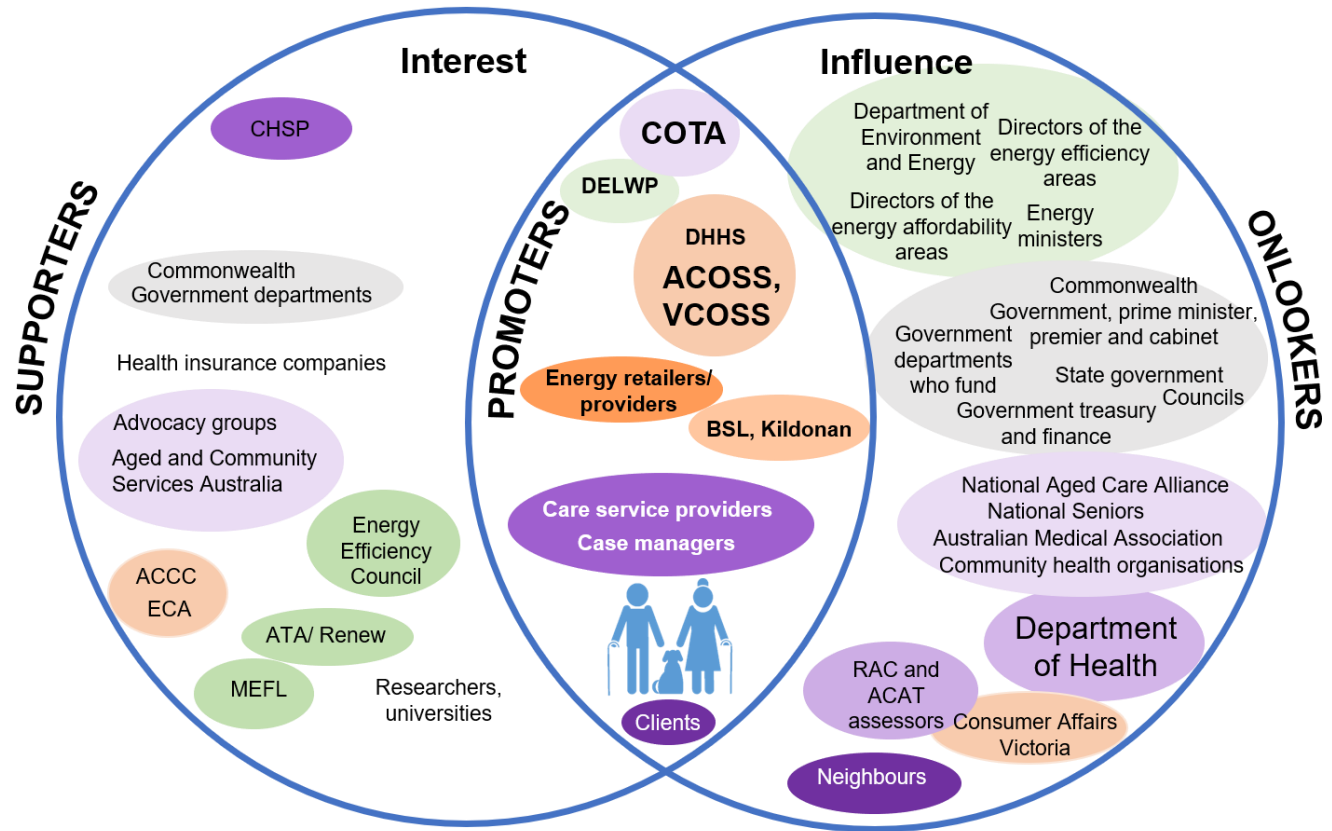 Interest
Influence
SUPPORTERS
PROMOTERS
ONLOOKERS
CHSP
Commonwealth
Government departments
Health insurance companies
Advocacy groups
Aged and Community
Services Australia
Energy
Efficiency
Council
ACCC
ECA
ATA/ Renew
MEFL
Researchers,
universities
COTA
DELWP
DHHS
ACOSS,
VCOSS
Energy retailers/
providers
BSL, Kildonan
Care service providers
Case managers
Clients
Department of
Environment
and Energy
Directors of the
energy efficiency
areas
Directors of the
energy affordability
areas
Energy
ministers
Commonwealth
Government, prime minister,
premier and cabinet
Government
departments
who fund
State government
Councils
Government treasury
and finance
National Aged Care Alliance
National Seniors
Australian Medical Association
Community health organisations
Department
of Health
RAC and
ACAT
assessors
Consumer Affairs
Victoria
Neighbours